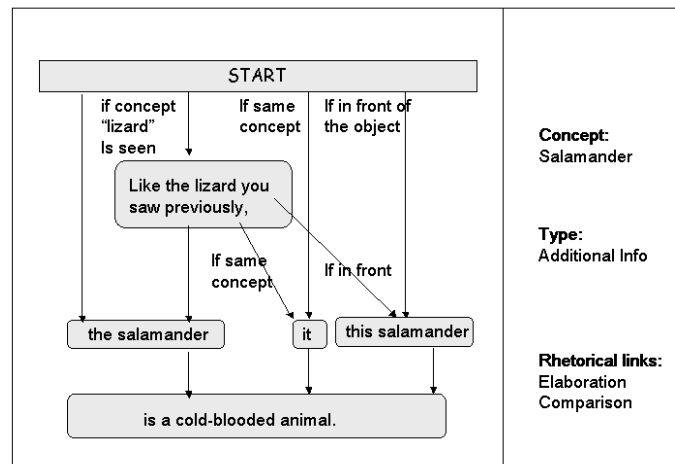 START
if concept
“lizard”
Is seen
If same
concept
If in front of
the object
Like the lizard you
saw previously,
If same
concept
If in front
the salamander
it
this salamander
is a cold-blooded animal.
Concept:
Salamander
Type:
Additional Info
Rhetorical links:
Elaboration
Comparison